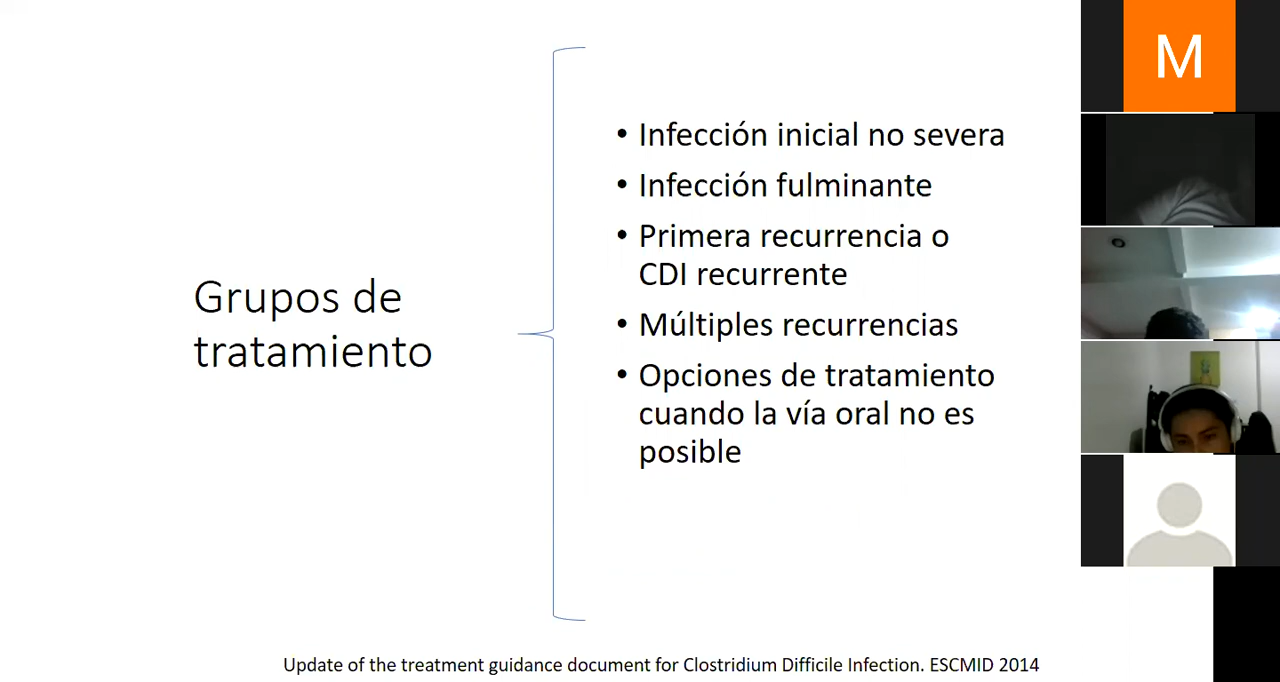 Grupos de
tratamiento
• Infección inicial no severa
• Infección fulminante
• Primera recurrencia o
CDI recurrente
• Múltiples recurrencias
• Opciones de tratamiento
cuando la vía oral no es
posible
Update of the treatment guidance document for Clostridium Difficile Infection. ESCMID 2014
M